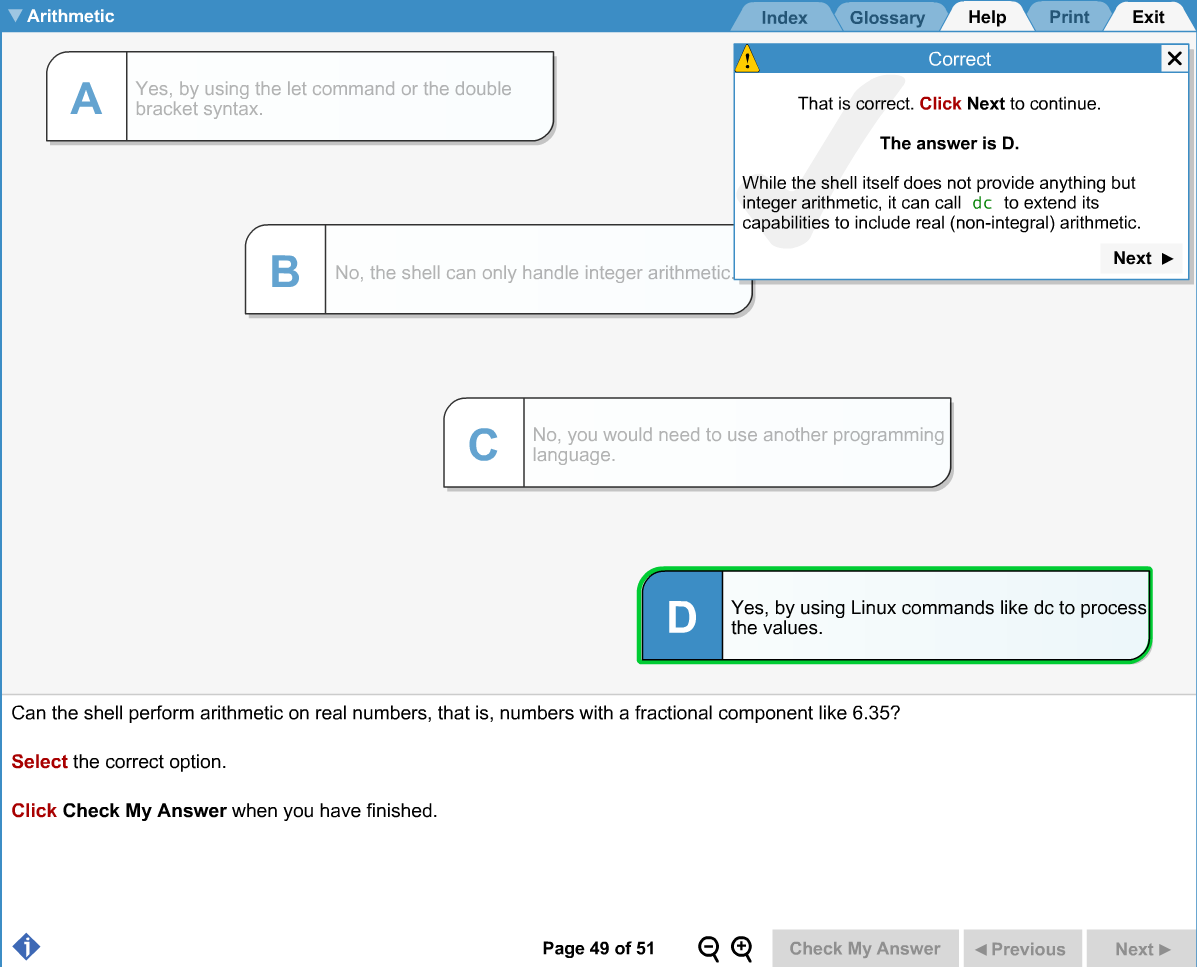 Arithmetic
Index
Glossary
Help
Print
Exit
A
Yes, by using the let command or the double
bracket syntax.
Correct
That is correct. Click Next to continue.
The answer is D.
While the shell itself does not provide anything but
integer arithmetic, it can call dc to extend its
capabilities to include real (non-integral) arithmetic.
Next
B
No, the shell can only handle integer arithmetic.
C
No, you would need to use another programming
language.
D
Yes, by using Linux commands like dc to process
the values.
Can the shell perform arithmetic on real numbers, that is, numbers with a fractional component like 6.35?
Select the correct option.
Click Check My Answer when you have finished.
Page 49 of 51
Check My Answer
Previous
Next